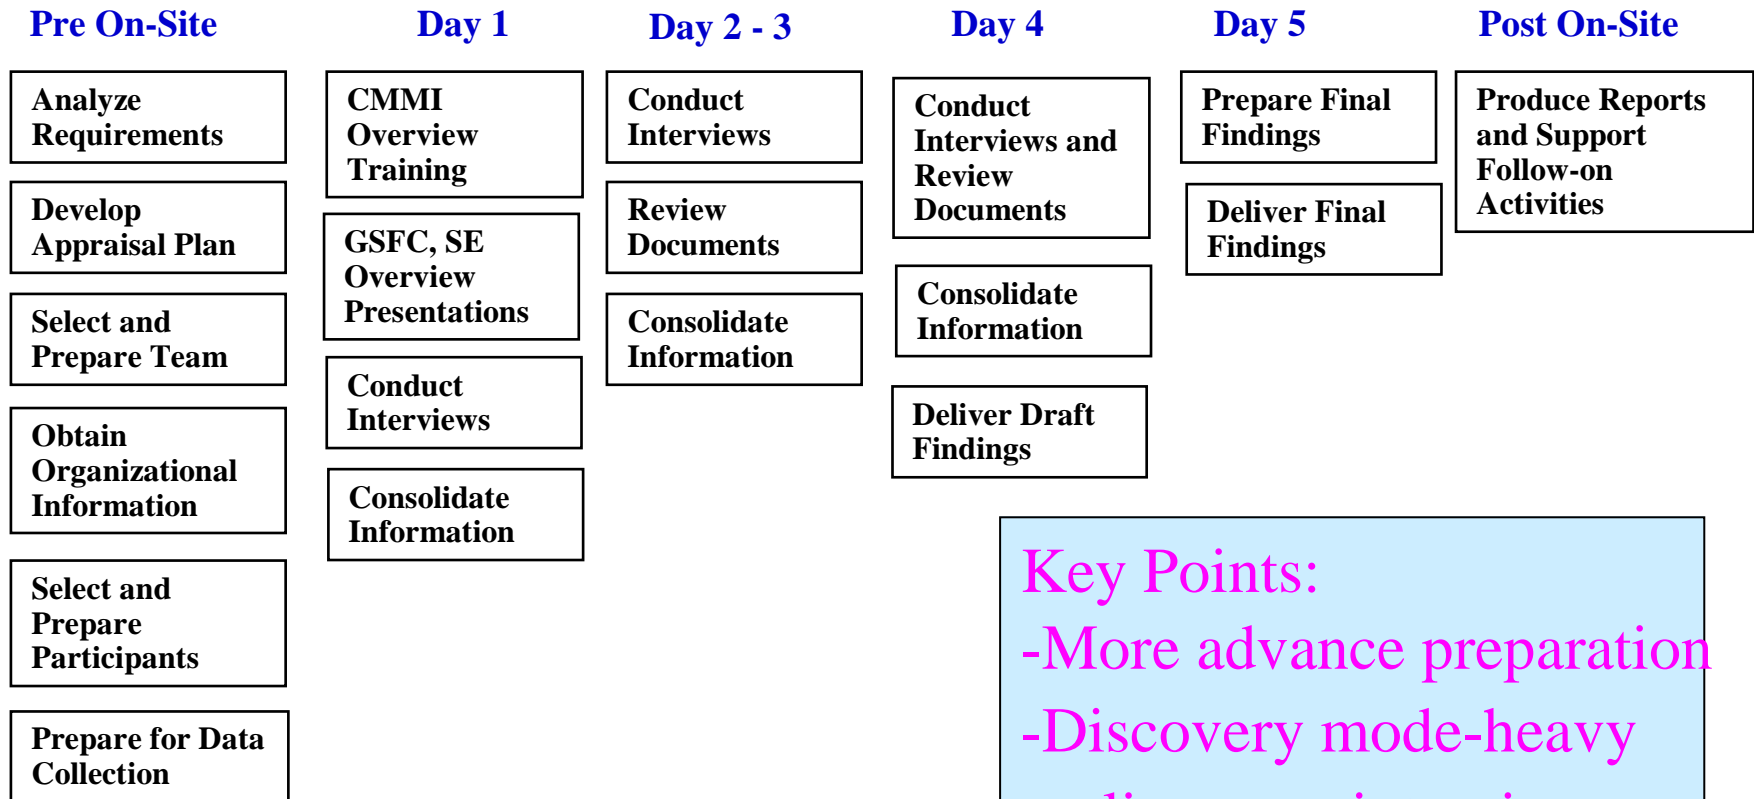 Pre On-Site
Analyze
Requirements
Develop
Appraisal Plan
Select and
Prepare Team
Obtain
Organizational
Information
Select and
Prepare
Participants
Prepare for Data
Collection
Day 1
CMMI
Overview
Training
GSFC, SE
Overview
Presentations
Conduct
Interviews
Consolidate
Information
Day 2 - 3
Conduct
Interviews
Review
Documents
Consolidate
Information
Day 4
Conduct
Interviews and
Review
Documents
Consolidate
Information
Deliver Draft
Findings
Day 5
Prepare Final
Findings
Deliver Final
Findings
Post On-Site
Produce Reports
and Support
Follow-on
Activities
Key Points:
-More advance preparation
-Discovery mode-heavy